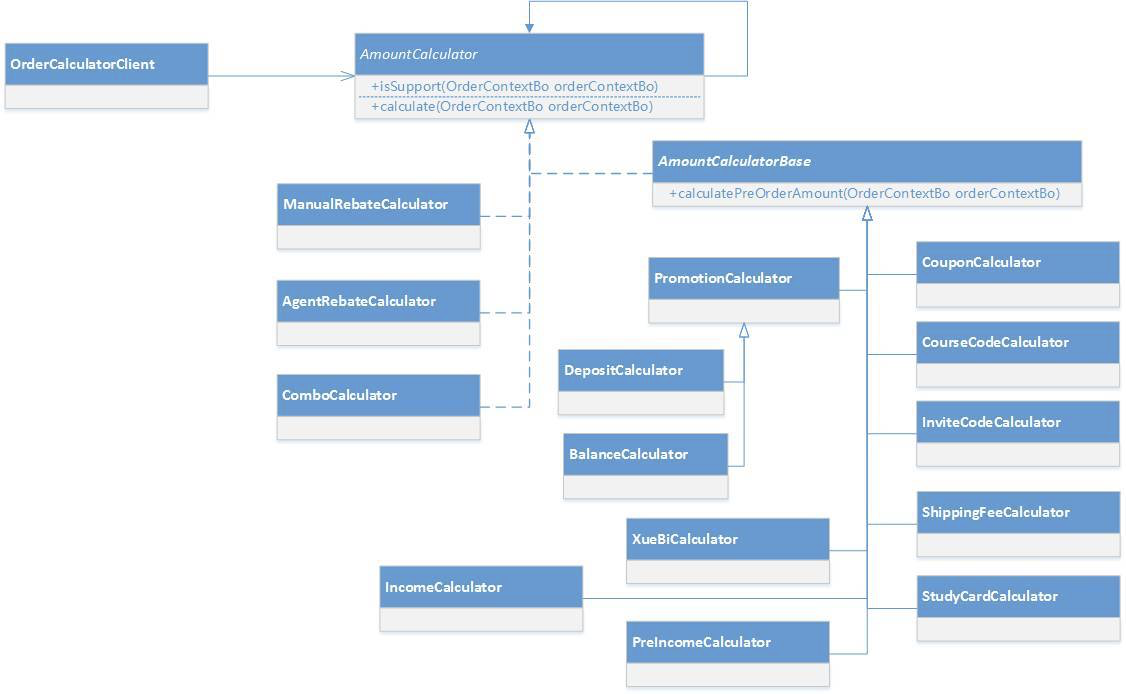 OrderCalculatorClient
AmountCalculator
+isSupport(OrderContextBo orderContextBo)
+calculate(OrderContextBo orderContextBo)
AmountCalculatorBase
+calculatePreOrderAmount(OrderContextBo orderContextBo)
ManualRebateCalculator
AgentRebateCalculator
ComboCalculator
PromotionCalculator
DepositCalculator
BalanceCalculator
XueBiCalculator
IncomeCalculator
PreIncomeCalculator
CouponCalculator
CourseCodeCalculator
InviteCodeCalculator
ShippingFeeCalculator
StudyCardCalculator